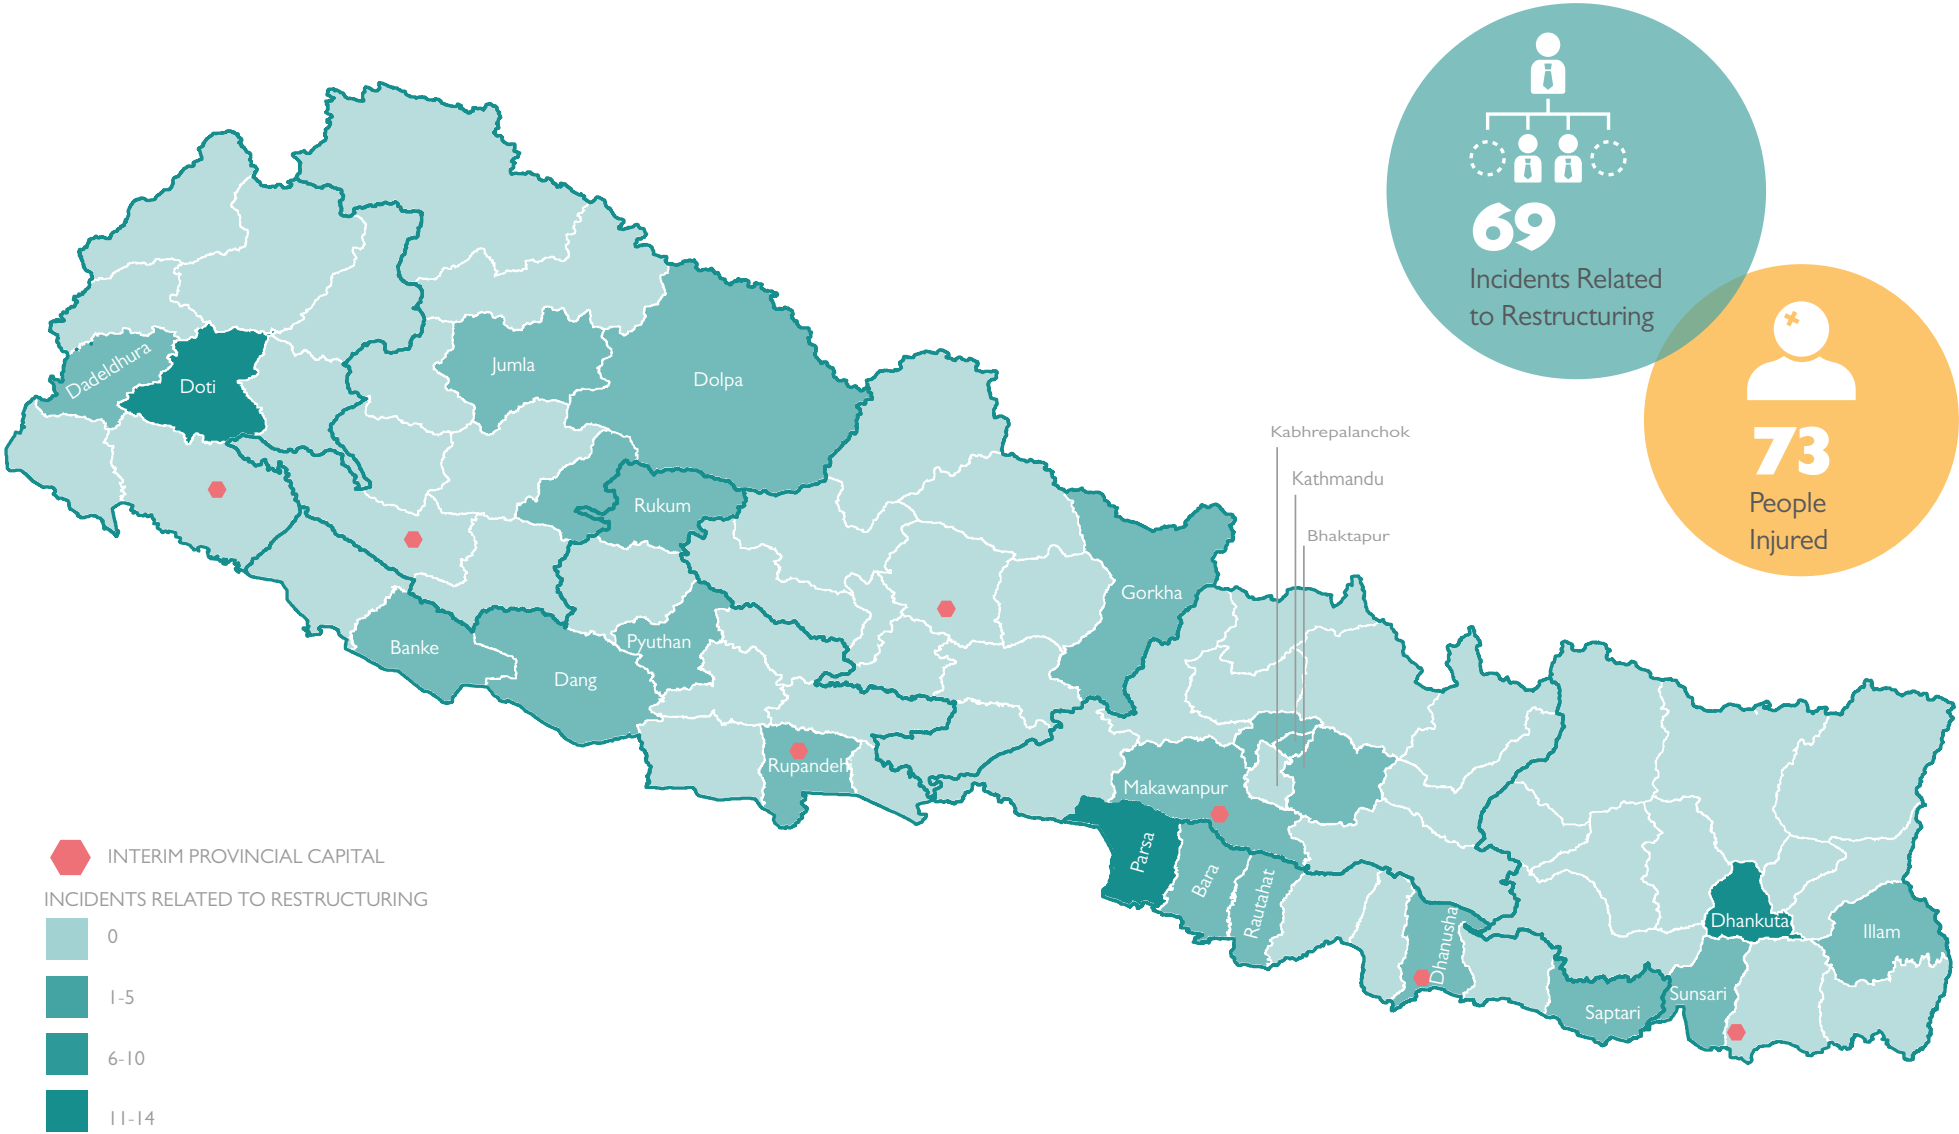 69
Incidents Related
to Restructuring
73
People
Injured
Kabhrepalanchok
Kathmandu
Bhaktapur
Dadeldhura
Doti
Jumla
Dolpa
Rukum
Gorkha
Banke
Pyuthan
Dang
Rupandehi
Makawanpur
Parsa
Bara
Rautahat
Dhanusha
Dhankuta
Illam
Saptari
Sunsari
INTERIM PROVINCIAL CAPITAL
INCIDENTS RELATED TO RESTRUCTURING
0
1-5
6-10
11-14